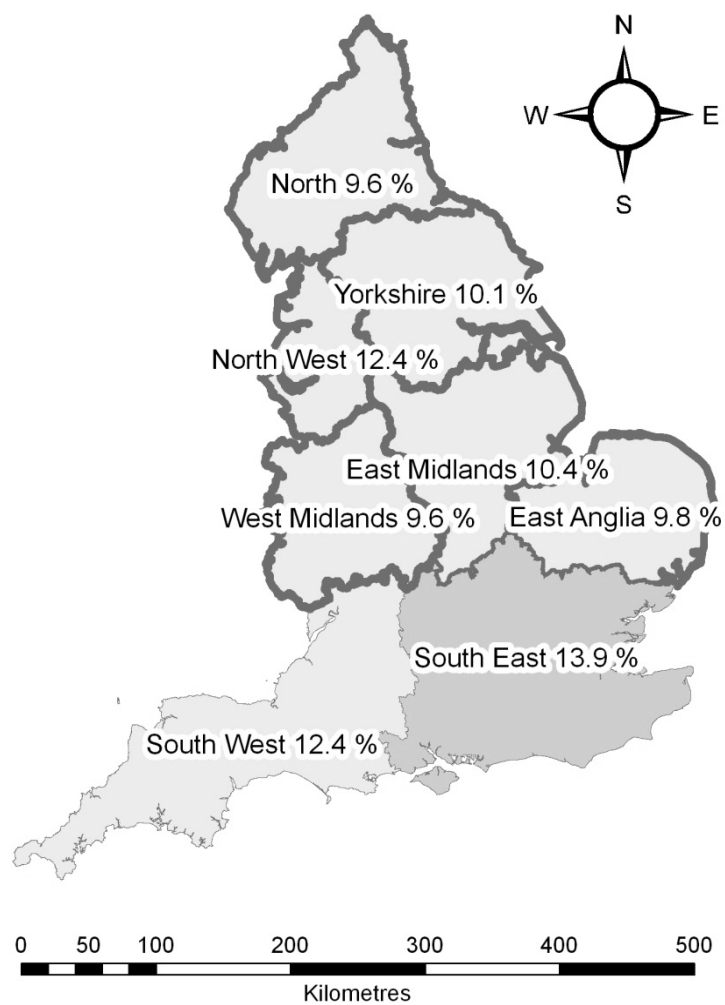 N
W E
S
North 9.6 %
Yorkshire 10.1 %
North West 12.4 %
East Midlands 10.4 %
West Midlands 9.6 %
East Anglia 9.8 %
South East 13.9 %
South West 12.4 %
0 50 100 200 300 400 500
Kilometres